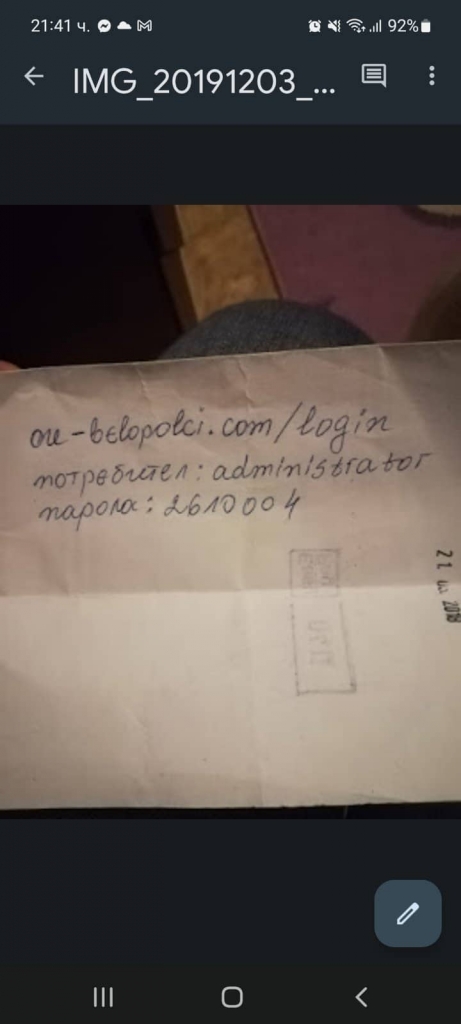 21:41 ч.
92%
IMG_20191203_...
ou-belopolci.com/login
потребител: administrator
парола: 2610004